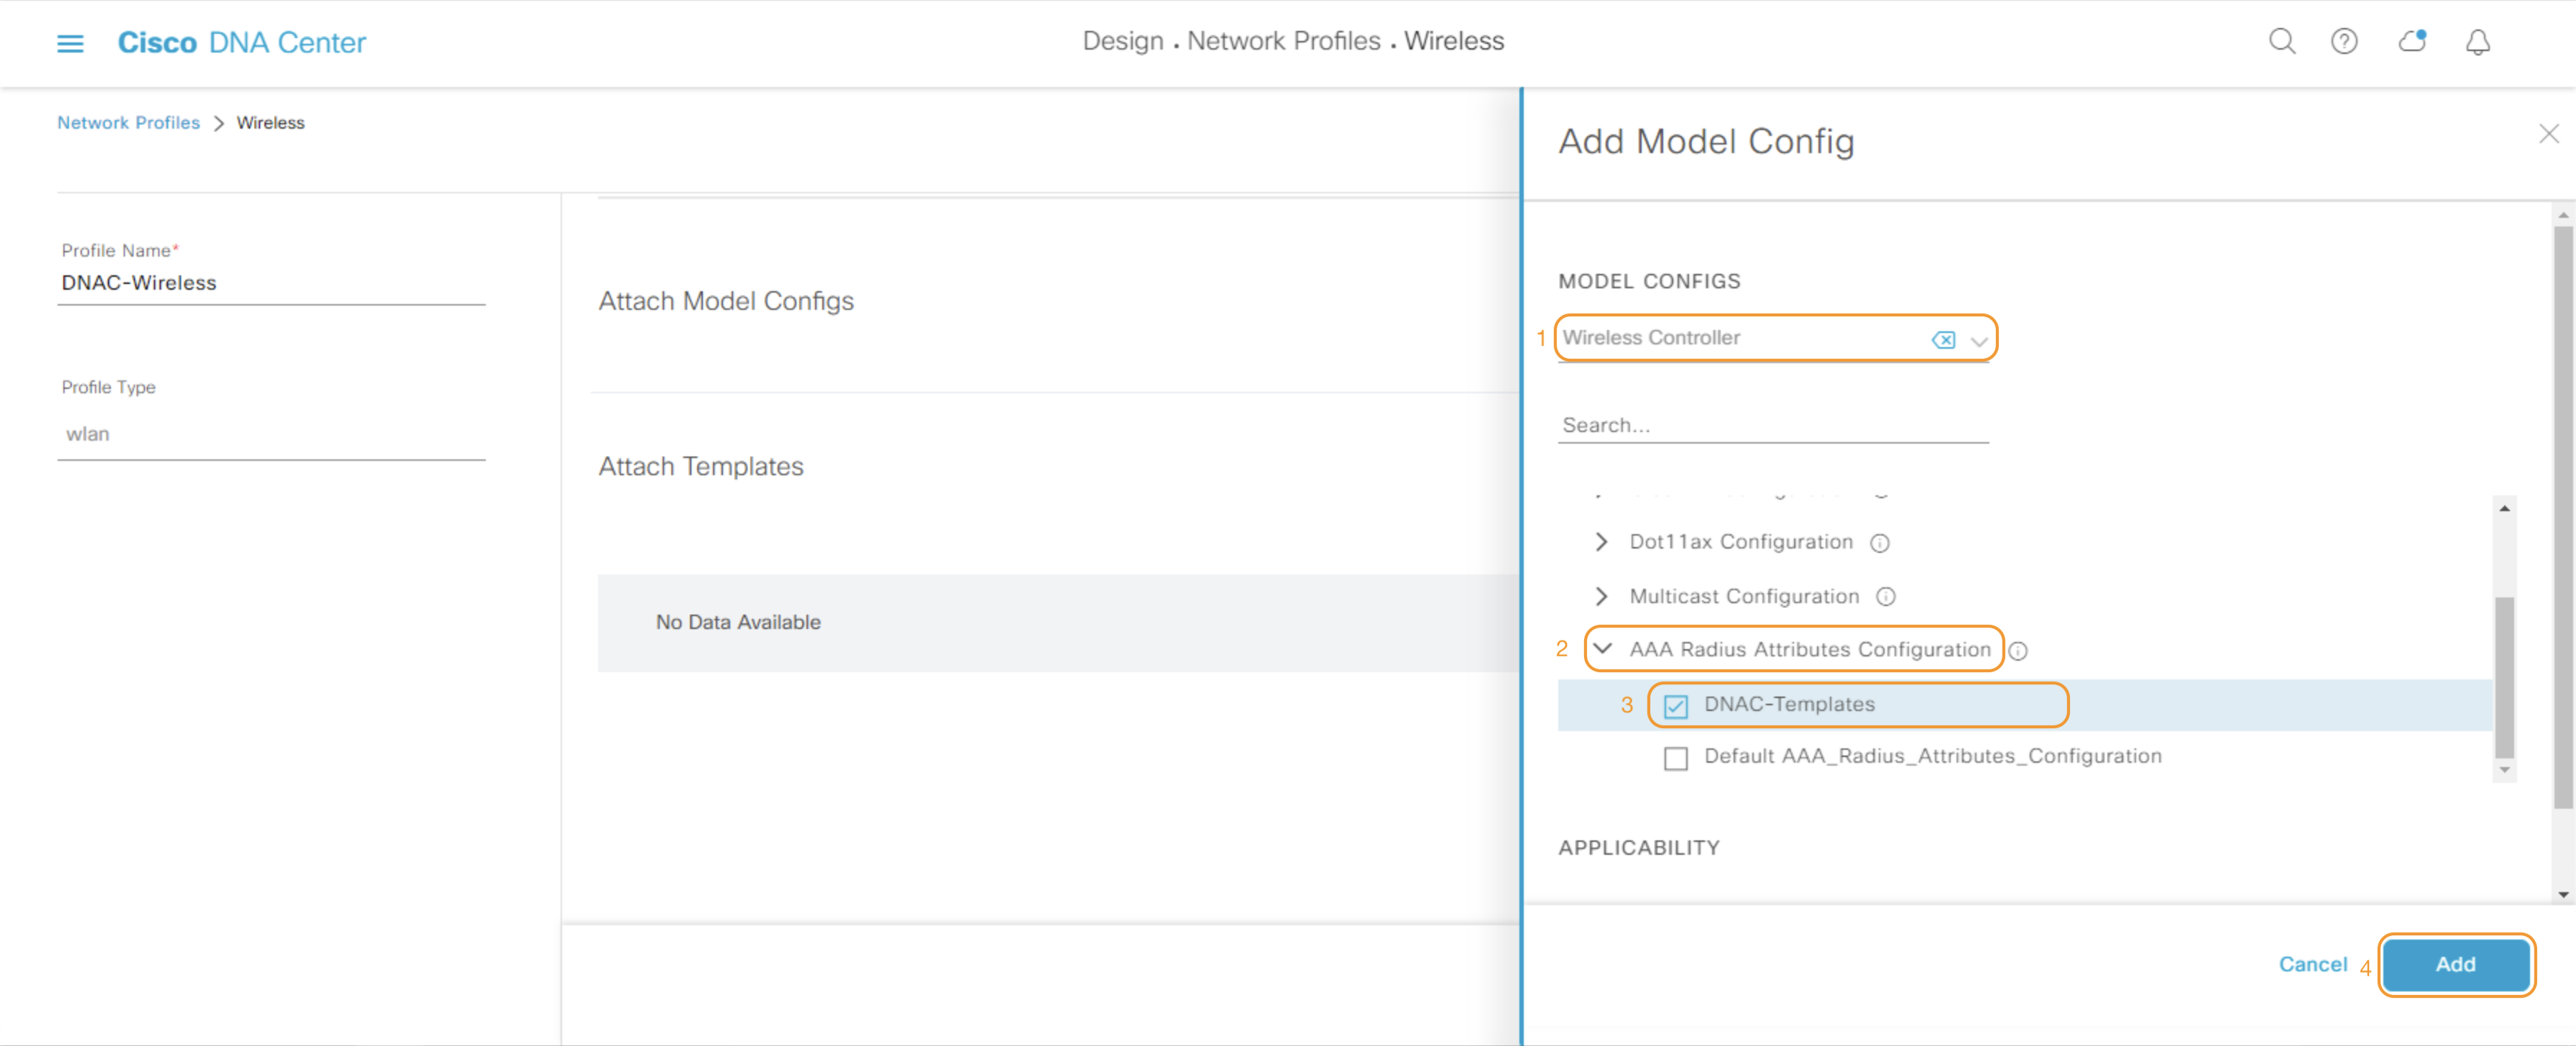 Cisco DNA Center
Design . Network Profiles . Wireless
Network Profiles > Wireless
Profile Name*
DNAC-Wireless
Profile Type
wlan
Attach Model Configs
Attach Templates
No Data Available
Add Model Config
MODEL CONFIGS
1 Wireless Controller
Search...
Dot11ax Configuration
Multicast Configuration
2 AAA Radius Attributes Configuration
3 DNAC-Templates
Default AAA_Radius_Attributes_Configuration
APPLICABILITY
Cancel 4 Add